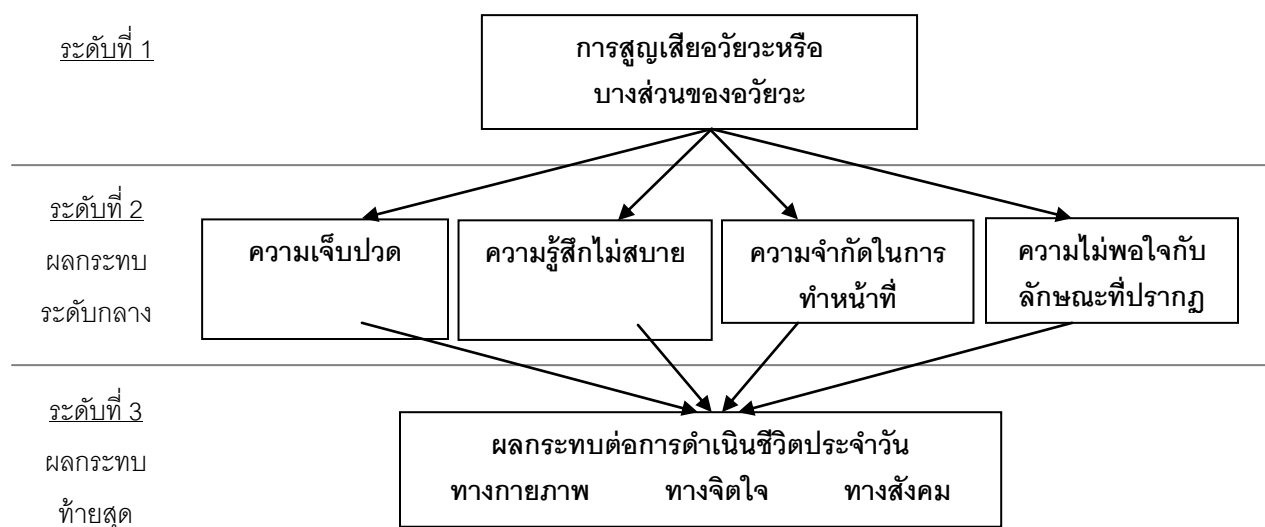 ระดับที่ 1
การสูญเสียอวัยวะหรือ
บางส่วนของอวัยวะ
ระดับที่ 2
ผลกระทบ
ระดับกลาง
ความเจ็บปวด
ความรู้สึกไม่สบาย
ความจำกัดในการ
ทำหน้าที่
ความไม่พอใจกับ
ลักษณะที่ปรากฏ
ระดับที่ 3
ผลกระทบ
ท้ายสุด
ผลกระทบต่อการดำเนินชีวิตประจำวัน
ทางกายภาพ ทางจิตใจ ทางสังคม